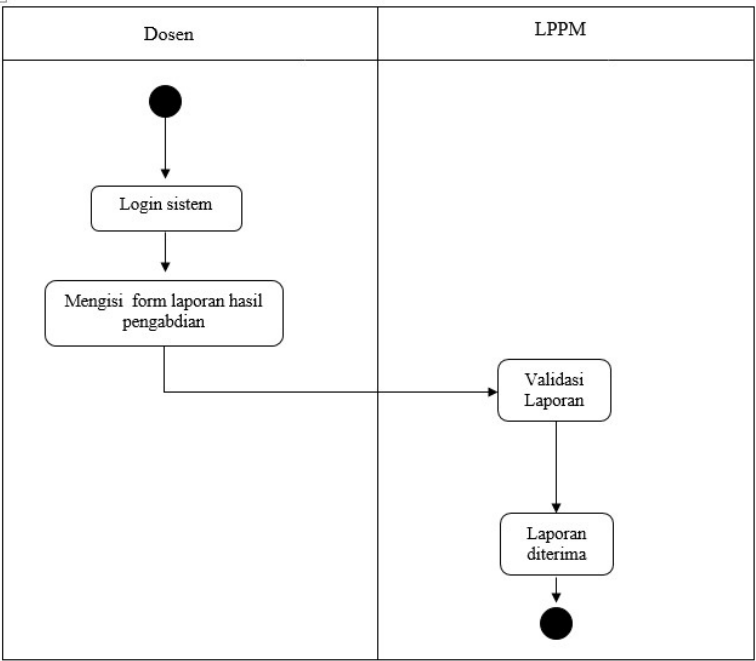 Dosen
LPPM
Login sistem
Mengisi form laporan hasil
pengabdian
Validasi
Laporan
Laporan
diterima